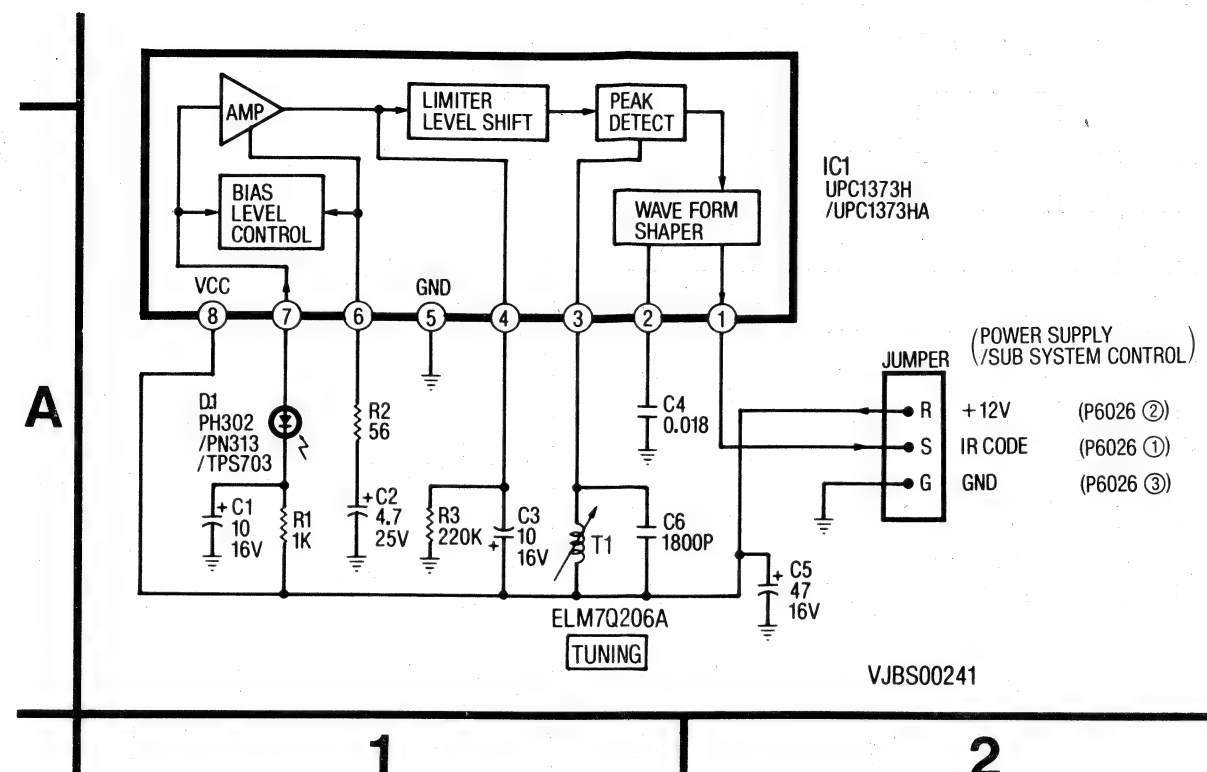 AMP
LIMITER
LEVEL SHIFT
PEAK
DETECT
BIAS
LEVEL
CONTROL
WAVE FORM
SHAPER
IC1
UPC1373H
/UPC1373HA
VCC
GND
8
7
6
5
4
3
2
1
D1
PH302
/PN313
/TPS703
R2
56
C4
0.018
+ C1
10
16V
R1
1K
+ C2
4.7
25V
R3
220K
C3
10
+ 16V
T1
C6
1800P
ELM7Q206A
TUNING
+ C5
47
16V
JUMPER
(POWER SUPPLY
/SUB SYSTEM CONTROL)
R +12V (P6026 ②)
S IR CODE (P6026 ①)
G GND (P6026 ③)
VJBS00241
A
1
2